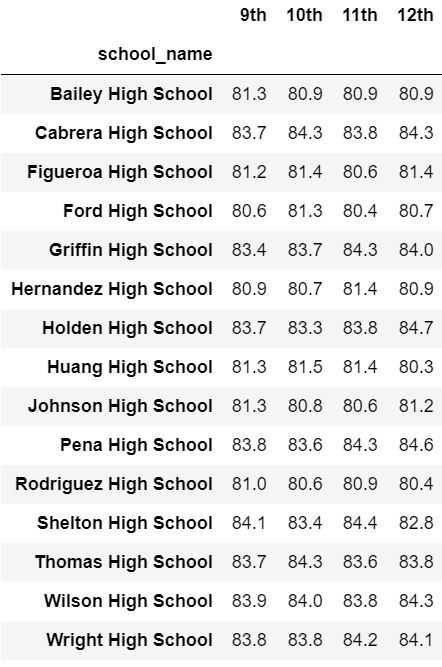 9th 10th 11th 12th
school_name
Bailey High School 81.3 80.9 80.9 80.9
Cabrera High School 83.7 84.3 83.8 84.3
Figueroa High School 81.2 81.4 80.6 81.4
Ford High School 80.6 81.3 80.4 80.7
Griffin High School 83.4 83.7 84.3 84.0
Hernandez High School 80.9 80.7 81.4 80.9
Holden High School 83.7 83.3 83.8 84.7
Huang High School 81.3 81.5 81.4 80.3
Johnson High School 81.3 80.8 80.6 81.2
Pena High School 83.8 83.6 84.3 84.6
Rodriguez High School 81.0 80.6 80.9 80.4
Shelton High School 84.1 83.4 84.4 82.8
Thomas High School 83.7 84.3 83.6 83.8
Wilson High School 83.9 84.0 83.8 84.3
Wright High School 83.8 83.8 84.2 84.1